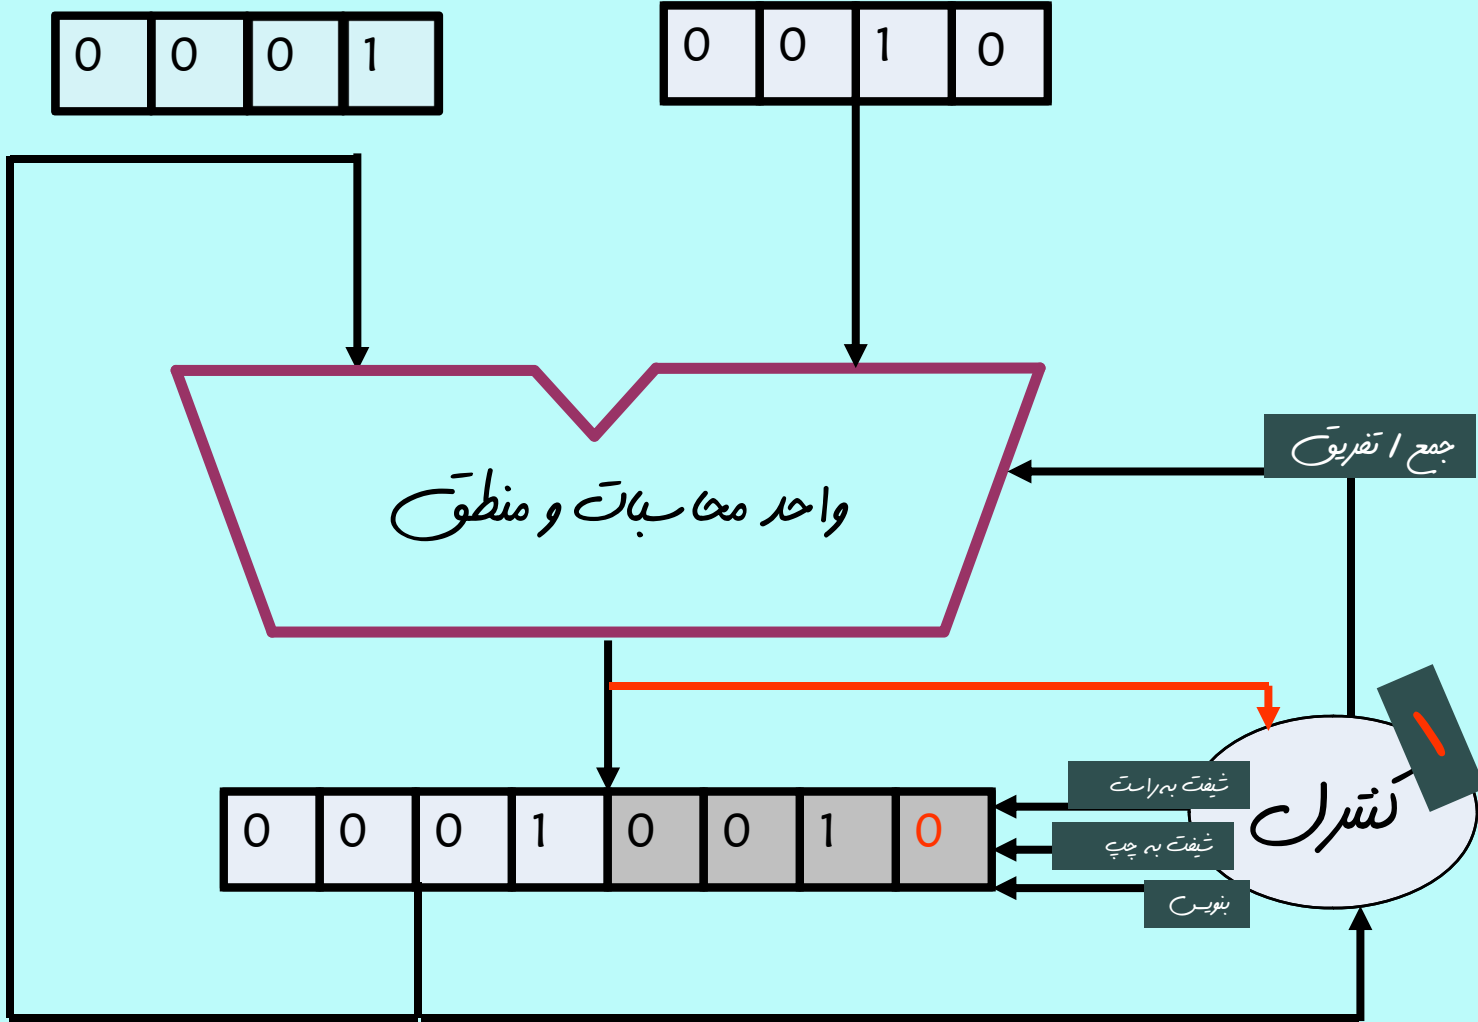 0 0 0 1
0 0 1 0
جمع / تفریق
واحد محاسبات و منطق
۱
شیفت به راست
کنترل
0 0 0 1 0 0 1 0
شیفت به چپ
بنویس